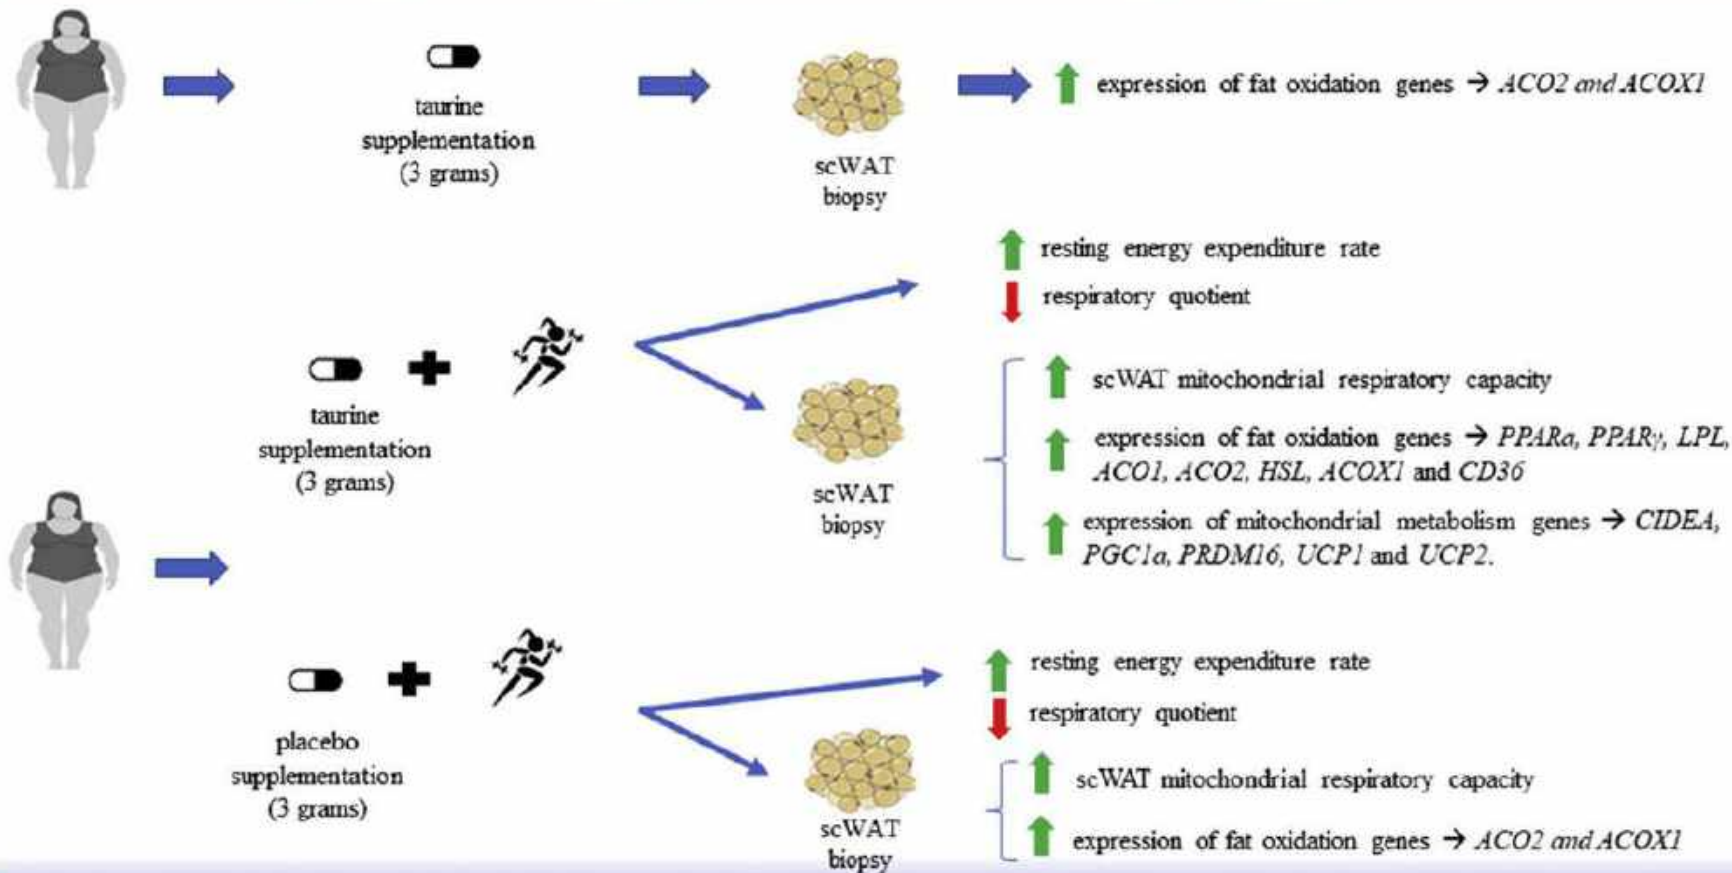 taurine
supplementation
(3 grams)
scWAT
biopsy
expression of fat oxidation genes → ACO2 and ACOX1
taurine
supplementation
(3 grams)
scWAT
biopsy
resting energy expenditure rate
respiratory quotient
scWAT mitochondrial respiratory capacity
expression of fat oxidation genes → PPARα, PPARγ, LPL,
ACO1, ACO2, HSL, ACOX1 and CD36
expression of mitochondrial metabolism genes → CIDEA,
PGC1a, PRDM16, UCP1 and UCP2.
placebo
supplementation
(3 grams)
scWAT
biopsy
resting energy expenditure rate
respiratory quotient
scWAT mitochondrial respiratory capacity
expression of fat oxidation genes → ACO2 and ACOX1